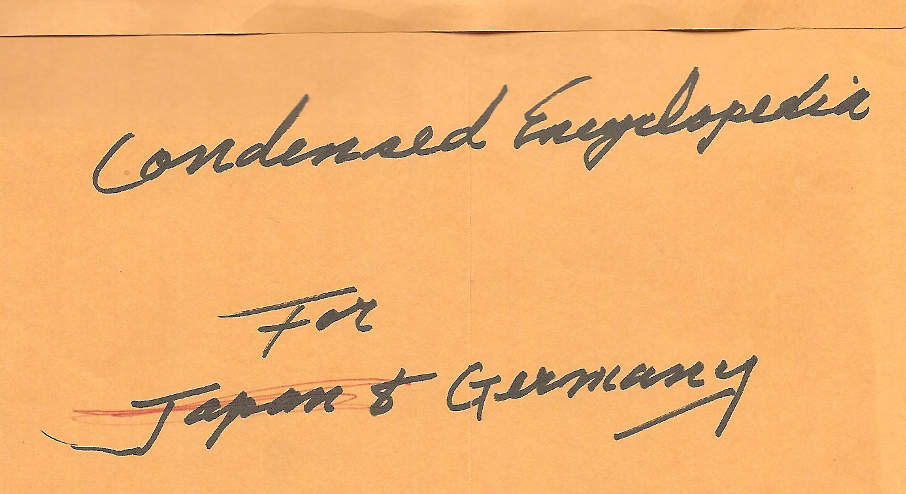 Condensed Encyclopedia
For
Japan & Germany